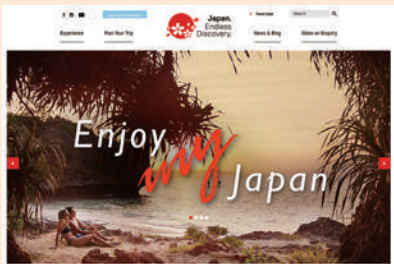 Japan.
Endless
Discovery.
Experience
Plan Your Trip
News & Blog
Make an Enquiry
Enjoy
my
Japan